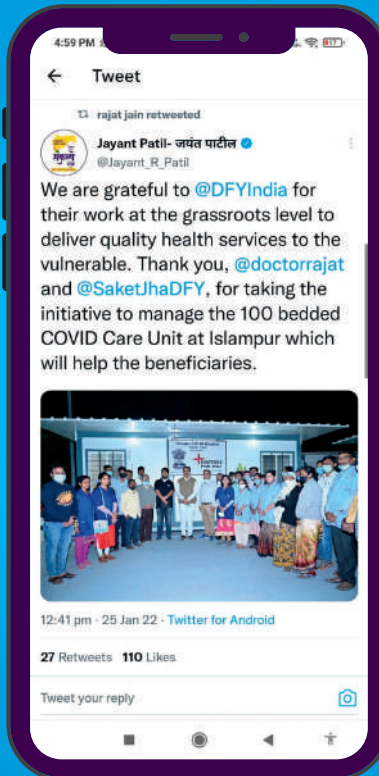 4:59 PM
817
Tweet
rajat jain retweeted
Jayant Patil- जयंत पाटील
@Jayant_R_Patil
We are grateful to @DFYIndia for
their work at the grassroots level to
deliver quality health services to the
vulnerable. Thank you, @doctorrajat
and @SaketJhaDFY, for taking the
initiative to manage the 100 bedded
COVID Care Unit at Islampur which
will help the beneficiaries.
12:41 pm · 25 Jan 22 · Twitter for Android
27 Retweets 110 Likes
Tweet your reply